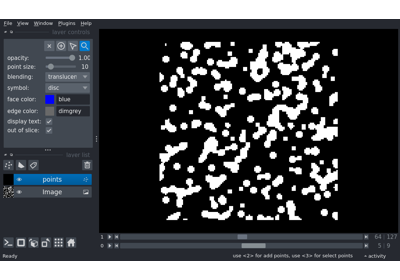 File View Window Plugins Help
layer controls
opacity: 1.00
point size: 10
blending: translucen
symbol: disc
face color: blue
edge color: dimgrey
display text:
out of slice:
layer list
points
Image
1 64 127
0 5 9
Ready use <2> for add points, use <3> for select points activity